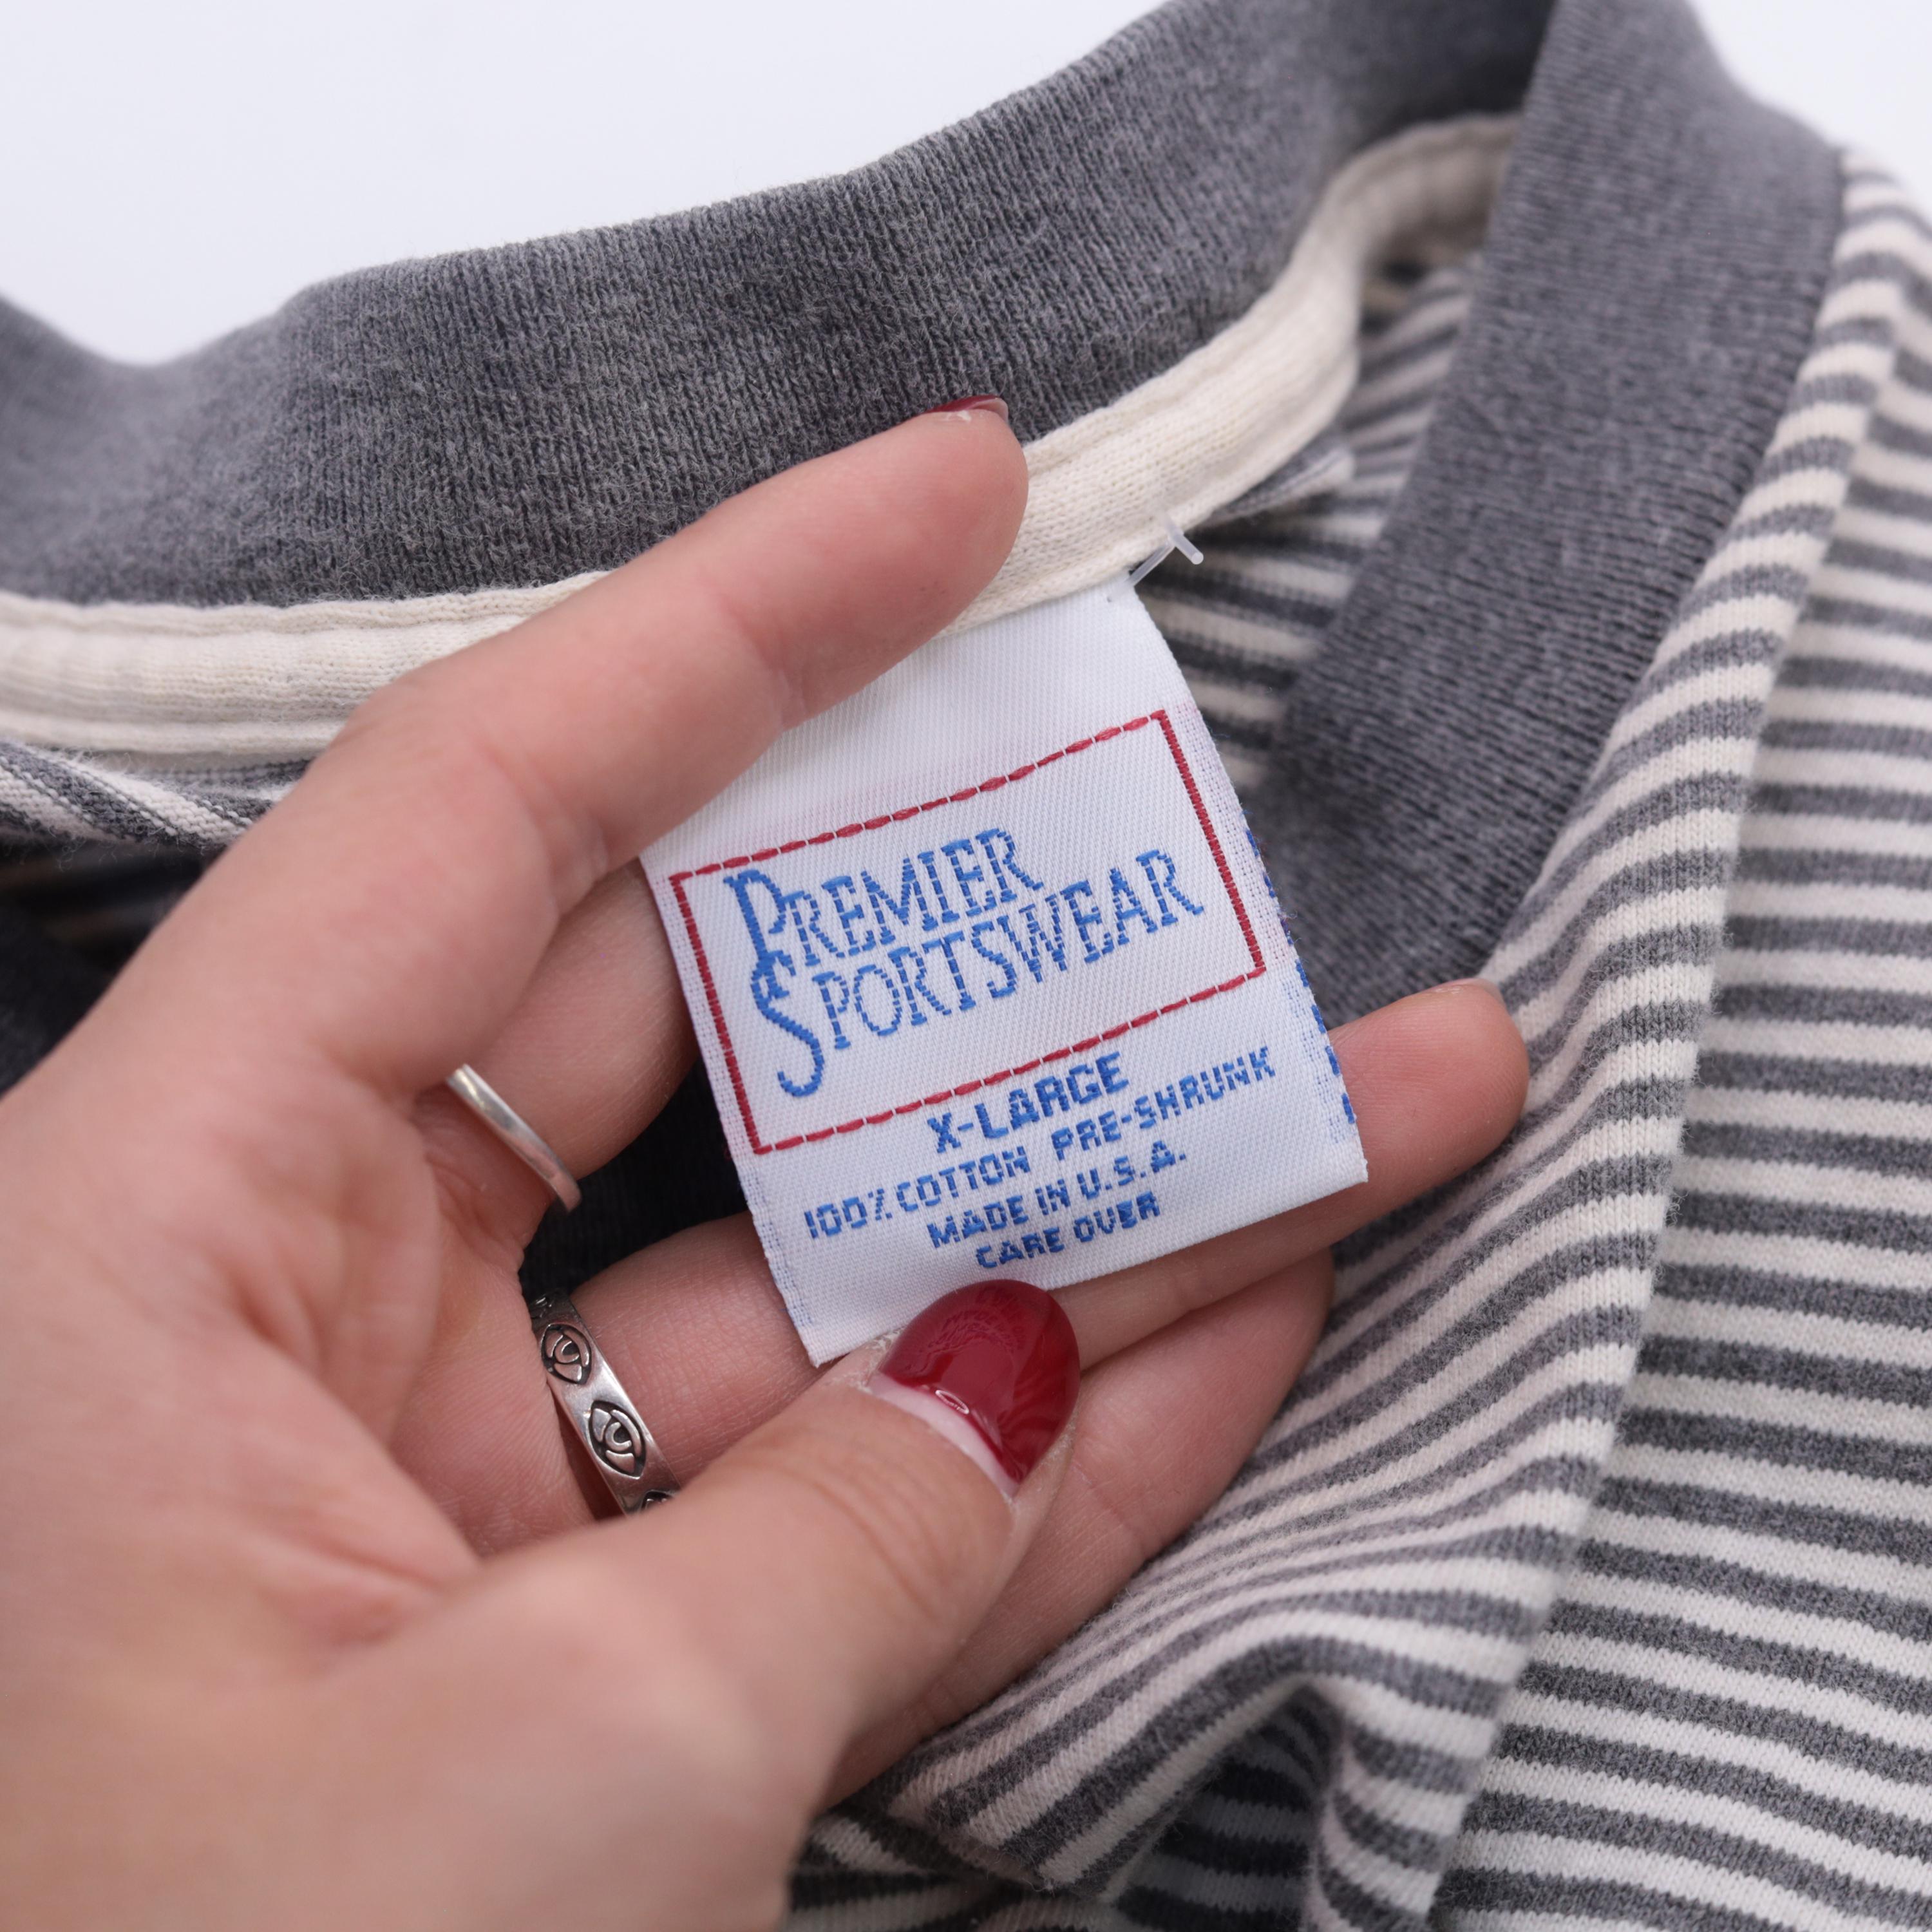 PREMIER
SPORTSWEAR
X-LARGE
100% COTTON PRE-SHRUNK
MADE IN U.S.A.
CARE OVER